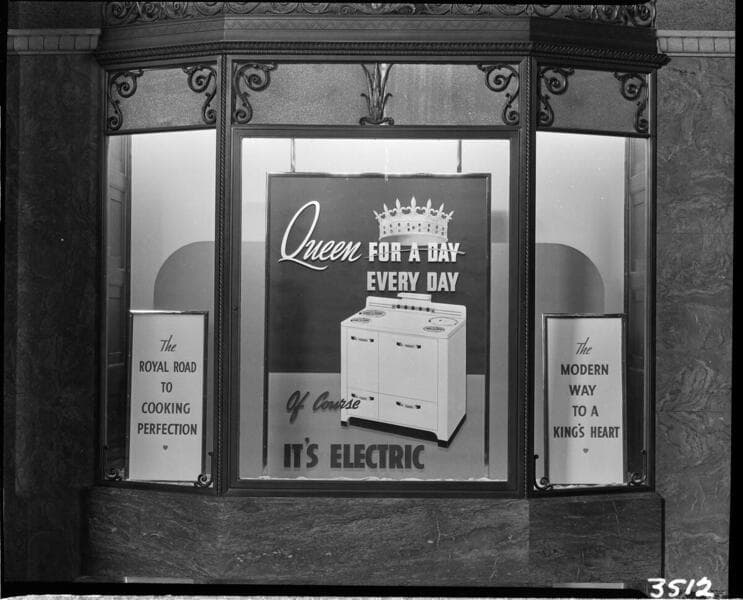 Queen FOR A DAY
EVERY DAY
Of Course
IT'S ELECTRIC
The
ROYAL ROAD
TO
COOKING
PERFECTION
The
MODERN
WAY
TO A
KING'S HEART
3512